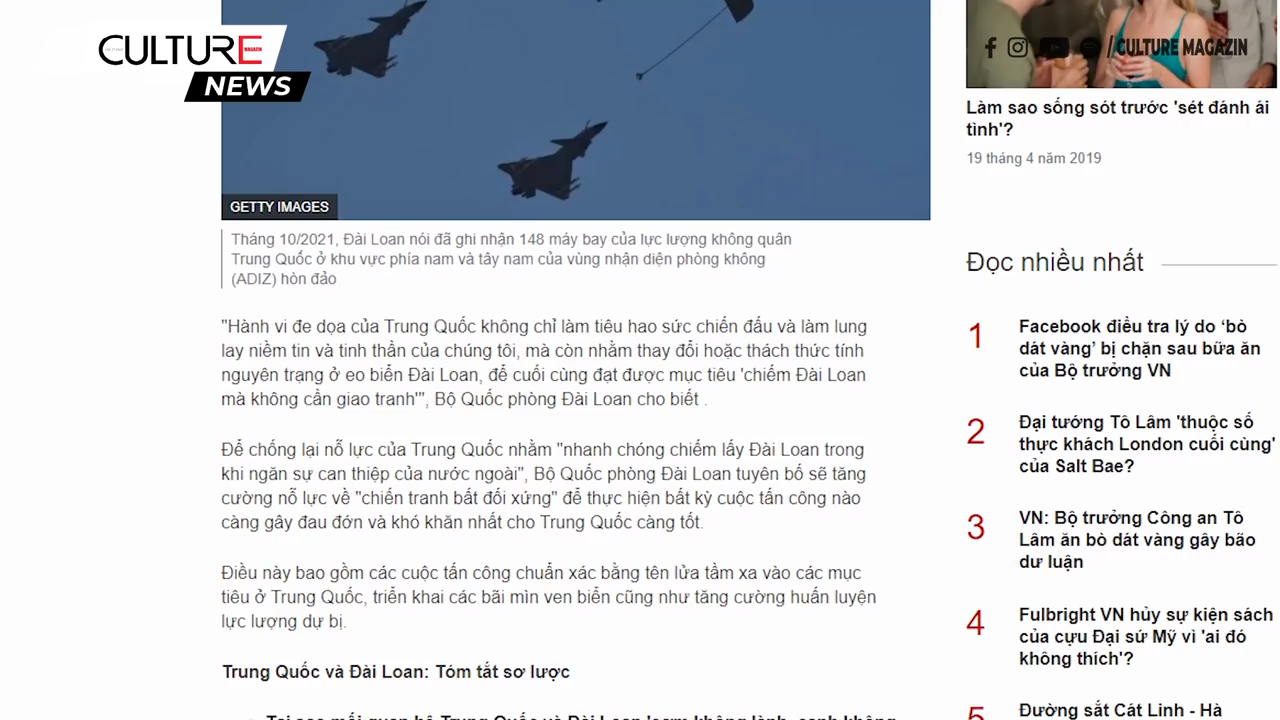 CULTURE MAGAZIN
NEWS
/ CULTURE MAGAZIN
GETTY IMAGES
Tháng 10/2021, Đài Loan nói đã ghi nhận 148 máy bay của lực lượng không quân
Trung Quốc ở khu vực phía nam và tây nam của vùng nhận diện phòng không
(ADIZ) hòn đảo
"Hành vi đe dọa của Trung Quốc không chỉ làm tiêu hao sức chiến đấu và làm lung
lay niềm tin và tinh thần của chúng tôi, mà còn nhằm thay đổi hoặc thách thức tính
nguyên trạng ở eo biển Đài Loan, để cuối cùng đạt được mục tiêu 'chiếm Đài Loan
mà không cần giao tranh'", Bộ Quốc phòng Đài Loan cho biết .
Để chống lại nỗ lực của Trung Quốc nhằm "nhanh chóng chiếm lấy Đài Loan trong
khi ngăn sự can thiệp của nước ngoài", Bộ Quốc phòng Đài Loan tuyên bố sẽ tăng
cường nỗ lực về "chiến tranh bất đối xứng" để thực hiện bất kỳ cuộc tấn công nào
càng gây đau đớn và khó khăn nhất cho Trung Quốc càng tốt.
Điều này bao gồm các cuộc tấn công chuẩn xác bằng tên lửa tầm xa vào các mục
tiêu ở Trung Quốc, triển khai các bãi mìn ven biển cũng như tăng cường huấn luyện
lực lượng dự bị.
Trung Quốc và Đài Loan: Tóm tắt sơ lược
Tại sao mối quan hệ Trung Quốc và Đài Loan 'cơm không lành, canh không
Làm sao sống sót trước 'sét đánh ái
tình'?
19 tháng 4 năm 2019
Đọc nhiều nhất
1 Facebook điều tra lý do ‘bò
dát vàng’ bị chặn sau bữa ăn
của Bộ trưởng VN
2 Đại tướng Tô Lâm 'thuộc số
thực khách London cuối cùng'
của Salt Bae?
3 VN: Bộ trưởng Công an Tô
Lâm ăn bò dát vàng gây bão
dư luận
4 Fulbright VN hủy sự kiện sách
của cựu Đại sứ Mỹ vì 'ai đó
không thích'?
5 Đường sắt Cát Linh - Hà